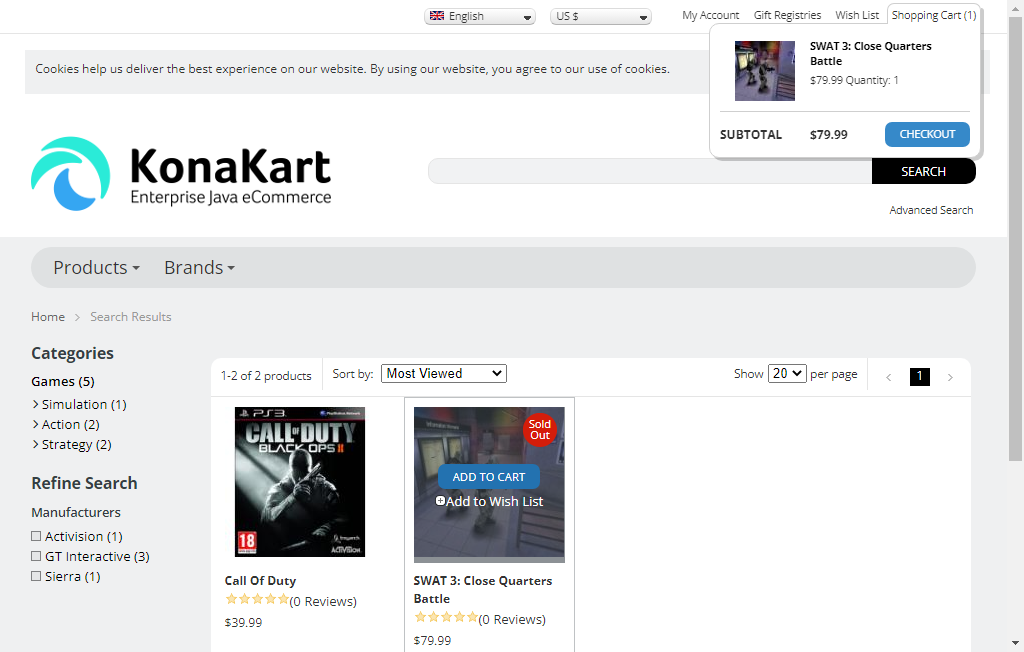 English
US $
My Account
Gift Registries
Wish List
Shopping Cart (1)
Cookies help us deliver the best experience on our website. By using our website, you agree to our use of cookies.
SWAT 3: Close Quarters
Battle
$79.99 Quantity: 1
SUBTOTAL
$79.99
CHECKOUT
KonaKart
Enterprise Java eCommerce
SEARCH
Advanced Search
Products
Brands
Home
Search Results
Categories
Games (5)
Simulation (1)
Action (2)
Strategy (2)
Refine Search
Manufacturers
Activision (1)
GT Interactive (3)
Sierra (1)
1-2 of 2 products
Sort by:
Most Viewed
Show
20
per page
1
PS3
CALL OF DUTY
BLACK OPS II
18
ACTIVISION
Call Of Duty
(0 Reviews)
$39.99
Sold
Out
ADD TO CART
Add to Wish List
SWAT 3: Close Quarters
Battle
(0 Reviews)
$79.99